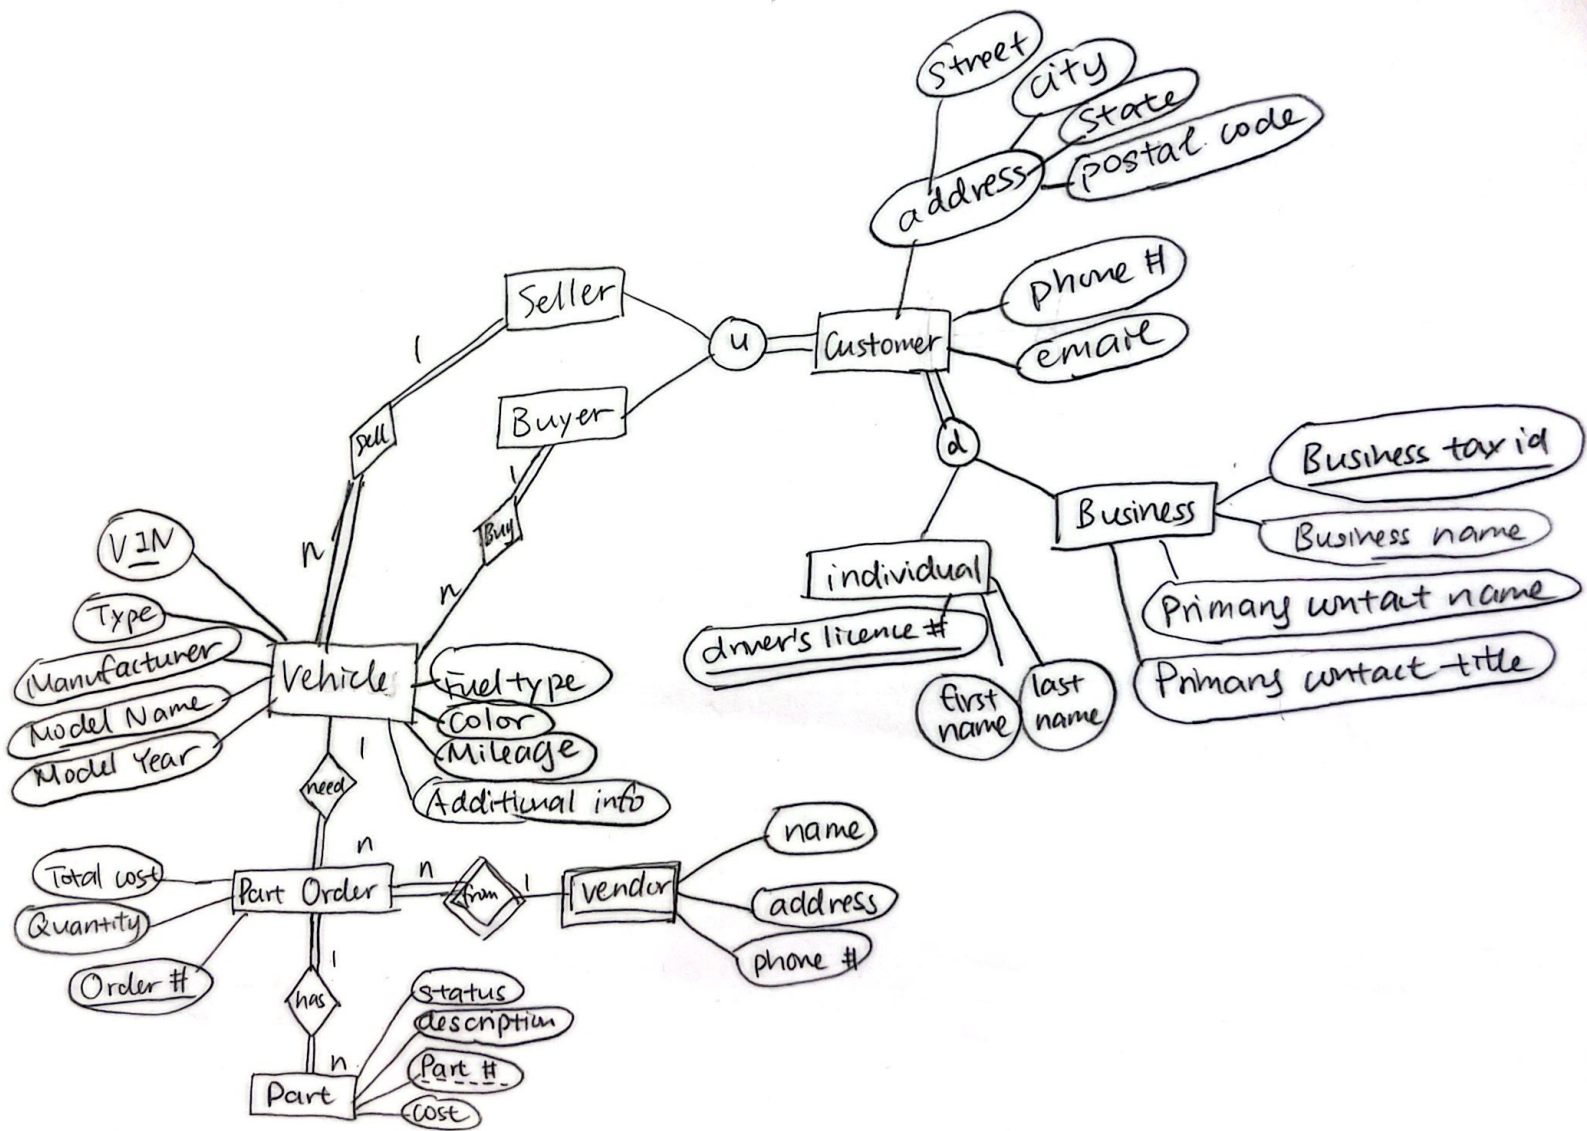 street
city
state
postal code
address
phone #
email
Seller
u
Customer
1
sell
Buyer
1
Buy
n
n
d
Business
Business tax id
Business name
Primary contact name
Primary contact title
individual
driver's licence #
first
name
last
name
VIN
Type
Manufacturer
Model Name
Model Year
Vehicle
Fuel type
Color
Mileage
Additional info
1
need
n
Total cost
Quantity
Order #
Part Order
n
from
1
Vendor
name
address
phone #
1
has
n
Part
status
description
Part #
cost